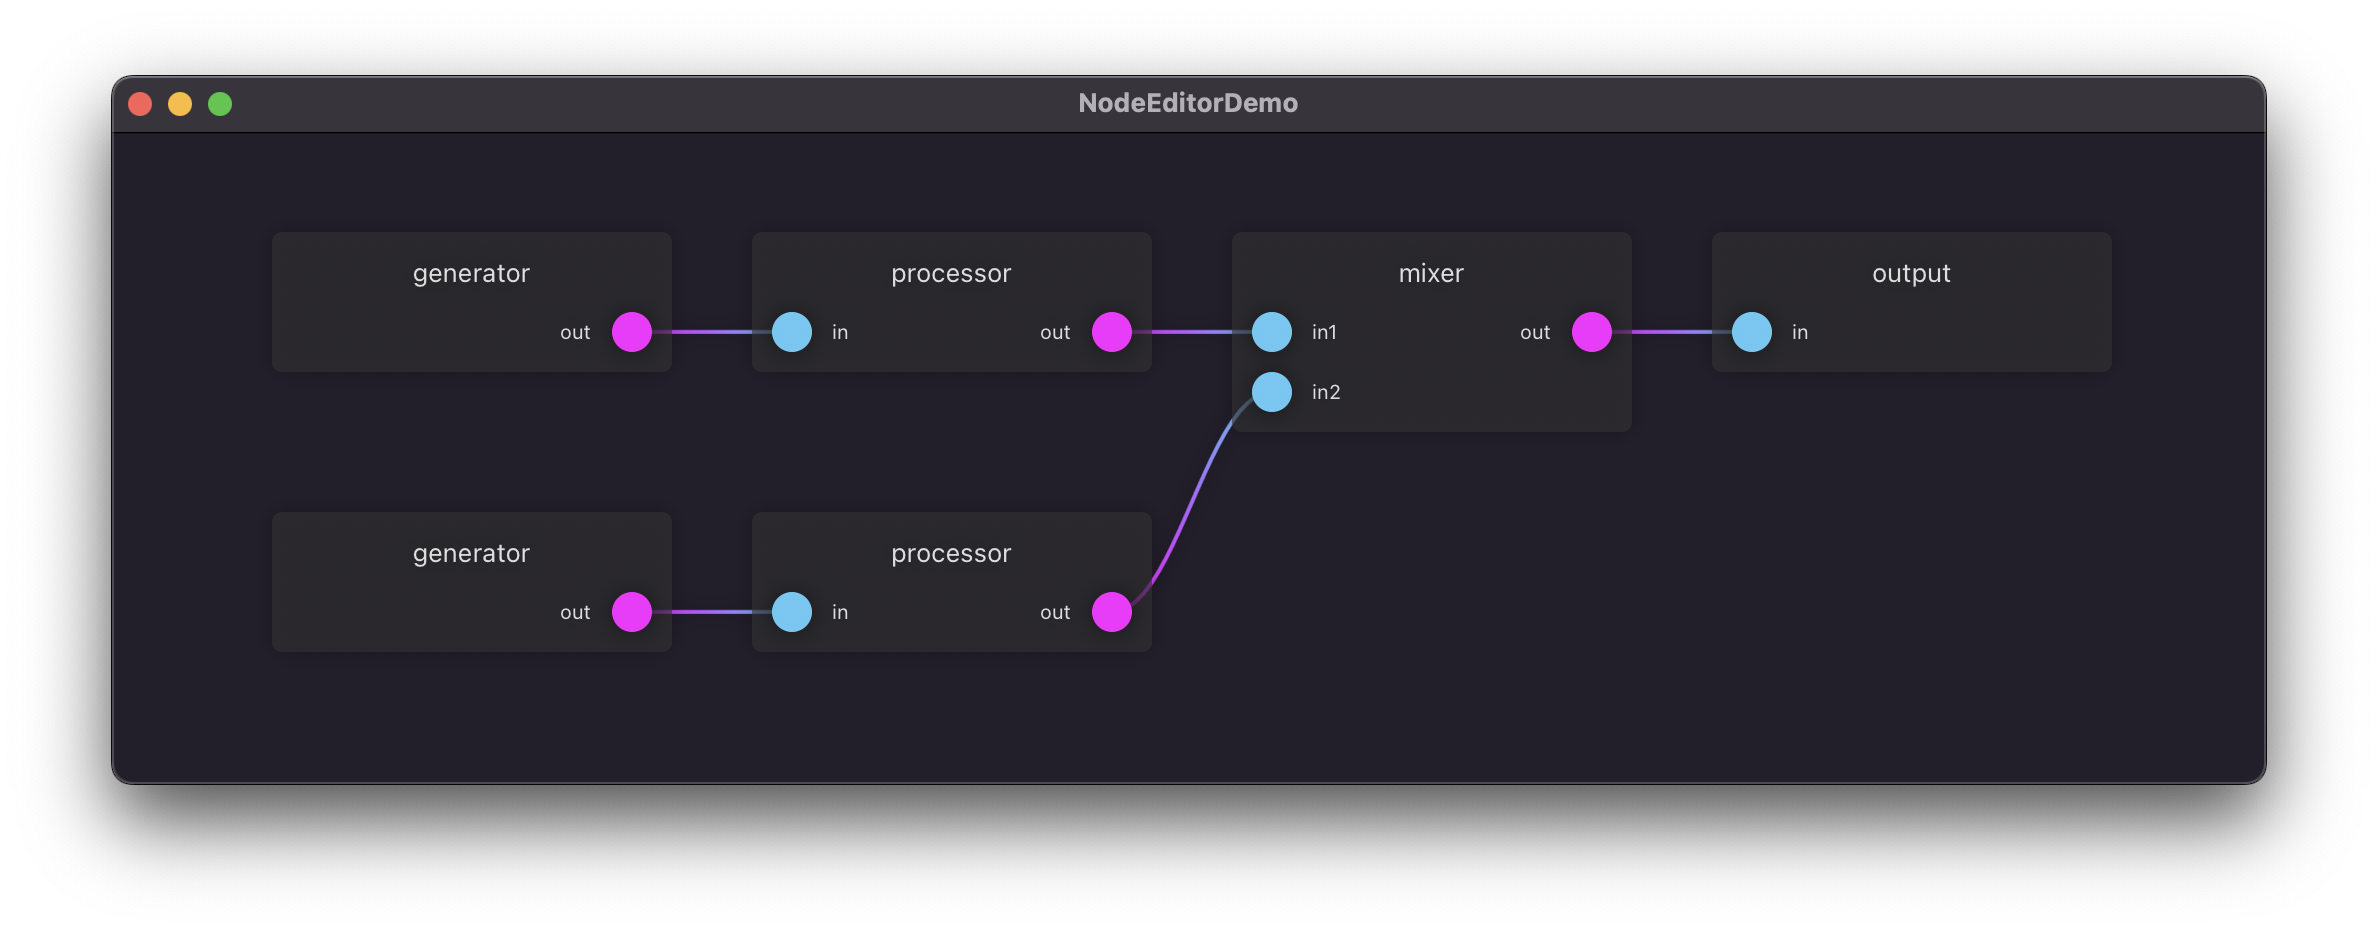 NodeEditorDemo
generator
out
processor
in
out
mixer
in1
out
in2
output
in
generator
out
processor
in
out